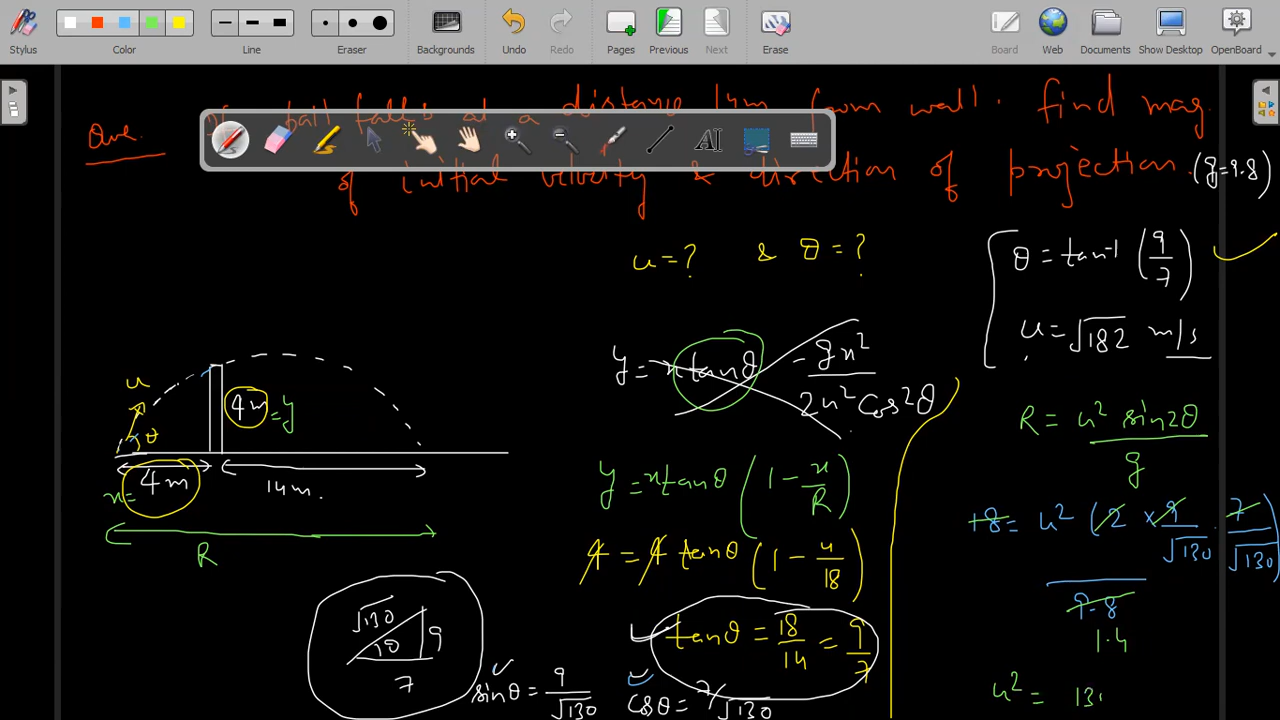 Stylus
Color
Line
Eraser
Backgrounds
Undo
Redo
Pages
Previous
Next
Erase
Board
Web
Documents
Show Desktop
OpenBoard
Que. ball falls at a distance 14m from wall. find mag
of initial velocity & direction of projection. (g=9.8)
u=? & θ=?
θ = tan⁻¹ (9/7)
u = √182 m/s
y = x tanθ - gx²/2u²cos²θ
u
θ
4m = y
x = 4m
14m.
R
y = x tanθ (1 - x/R)
4 = 4 tanθ (1 - 4/18)
tanθ = 18/14 = 9/7
√130
θ
9
7
sinθ = 9/√130
cosθ = 7/√130
R = u² sin2θ/g
18 = u² (2 × 9/√130 · 7/√130)
9.8
1.4
u² = 13